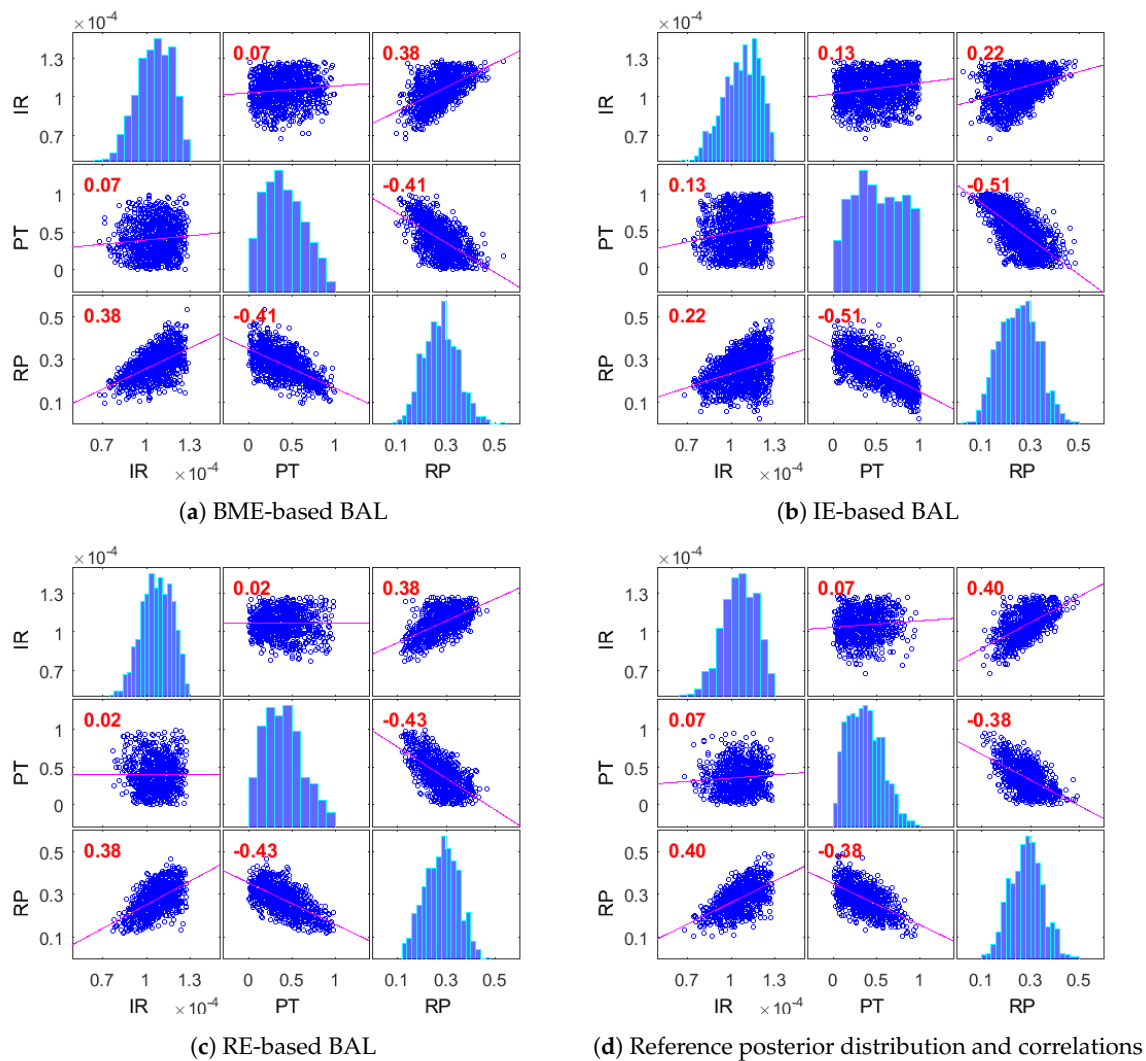 ×10⁻⁴ ×10⁻⁴
1.3 0.07 0.38 1.3 0.13 0.22
IR 1 IR 1
0.7 0.7
1 0.07 -0.41 1 0.13 -0.51
PT 0.5 PT 0.5
0 0
0.5 0.38 -0.41 0.5 0.22 -0.51
RP 0.3 RP 0.3
0.1 0.1
0.7 1 1.3 0 0.5 1 0.1 0.3 0.5 0.7 1 1.3 0 0.5 1 0.1 0.3 0.5
IR ×10⁻⁴ PT RP IR ×10⁻⁴ PT RP
(a) BME-based BAL (b) IE-based BAL
×10⁻⁴ ×10⁻⁴
1.3 0.02 0.38 1.3 0.07 0.40
IR 1 IR 1
0.7 0.7
1 0.02 -0.43 1 0.07 -0.38
PT 0.5 PT 0.5
0 0
0.5 0.38 -0.43 0.5 0.40 -0.38
RP 0.3 RP 0.3
0.1 0.1
0.7 1 1.3 0 0.5 1 0.1 0.3 0.5 0.7 1 1.3 0 0.5 1 0.1 0.3 0.5
IR ×10⁻⁴ PT RP IR ×10⁻⁴ PT RP
(c) RE-based BAL (d) Reference posterior distribution and correlations